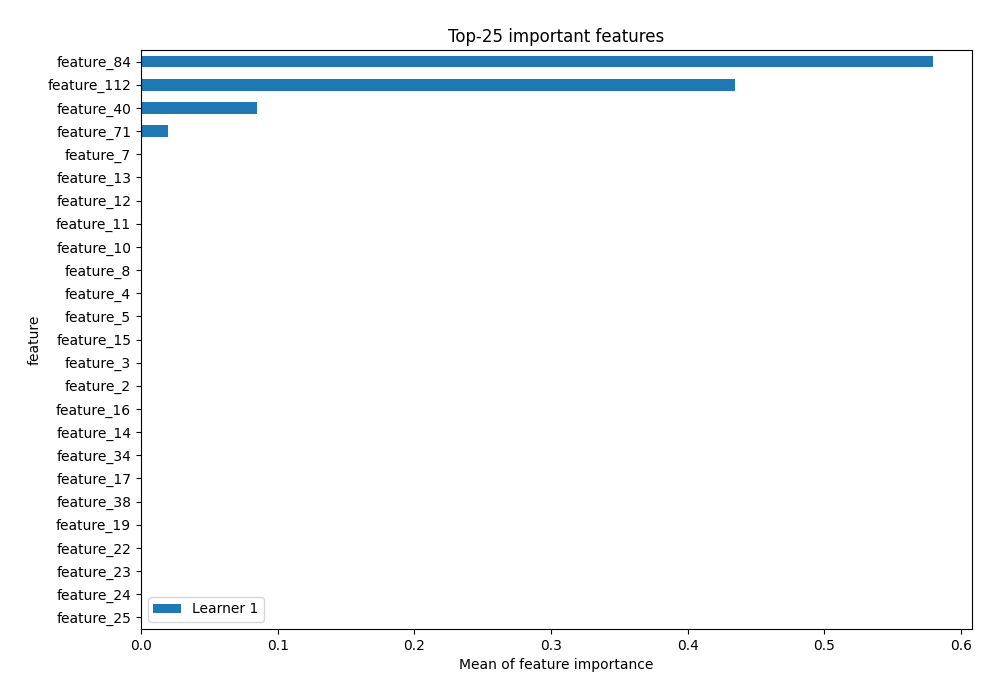 Top-25 important features
feature_84
feature_112
feature_40
feature_71
feature_7
feature_13
feature_12
feature_11
feature_10
feature_8
feature_4
feature_5
feature_15
feature_3
feature_2
feature_16
feature_14
feature_34
feature_17
feature_38
feature_19
feature_22
feature_23
feature_24
feature_25
feature
Learner 1
0.0 0.1 0.2 0.3 0.4 0.5 0.6
Mean of feature importance